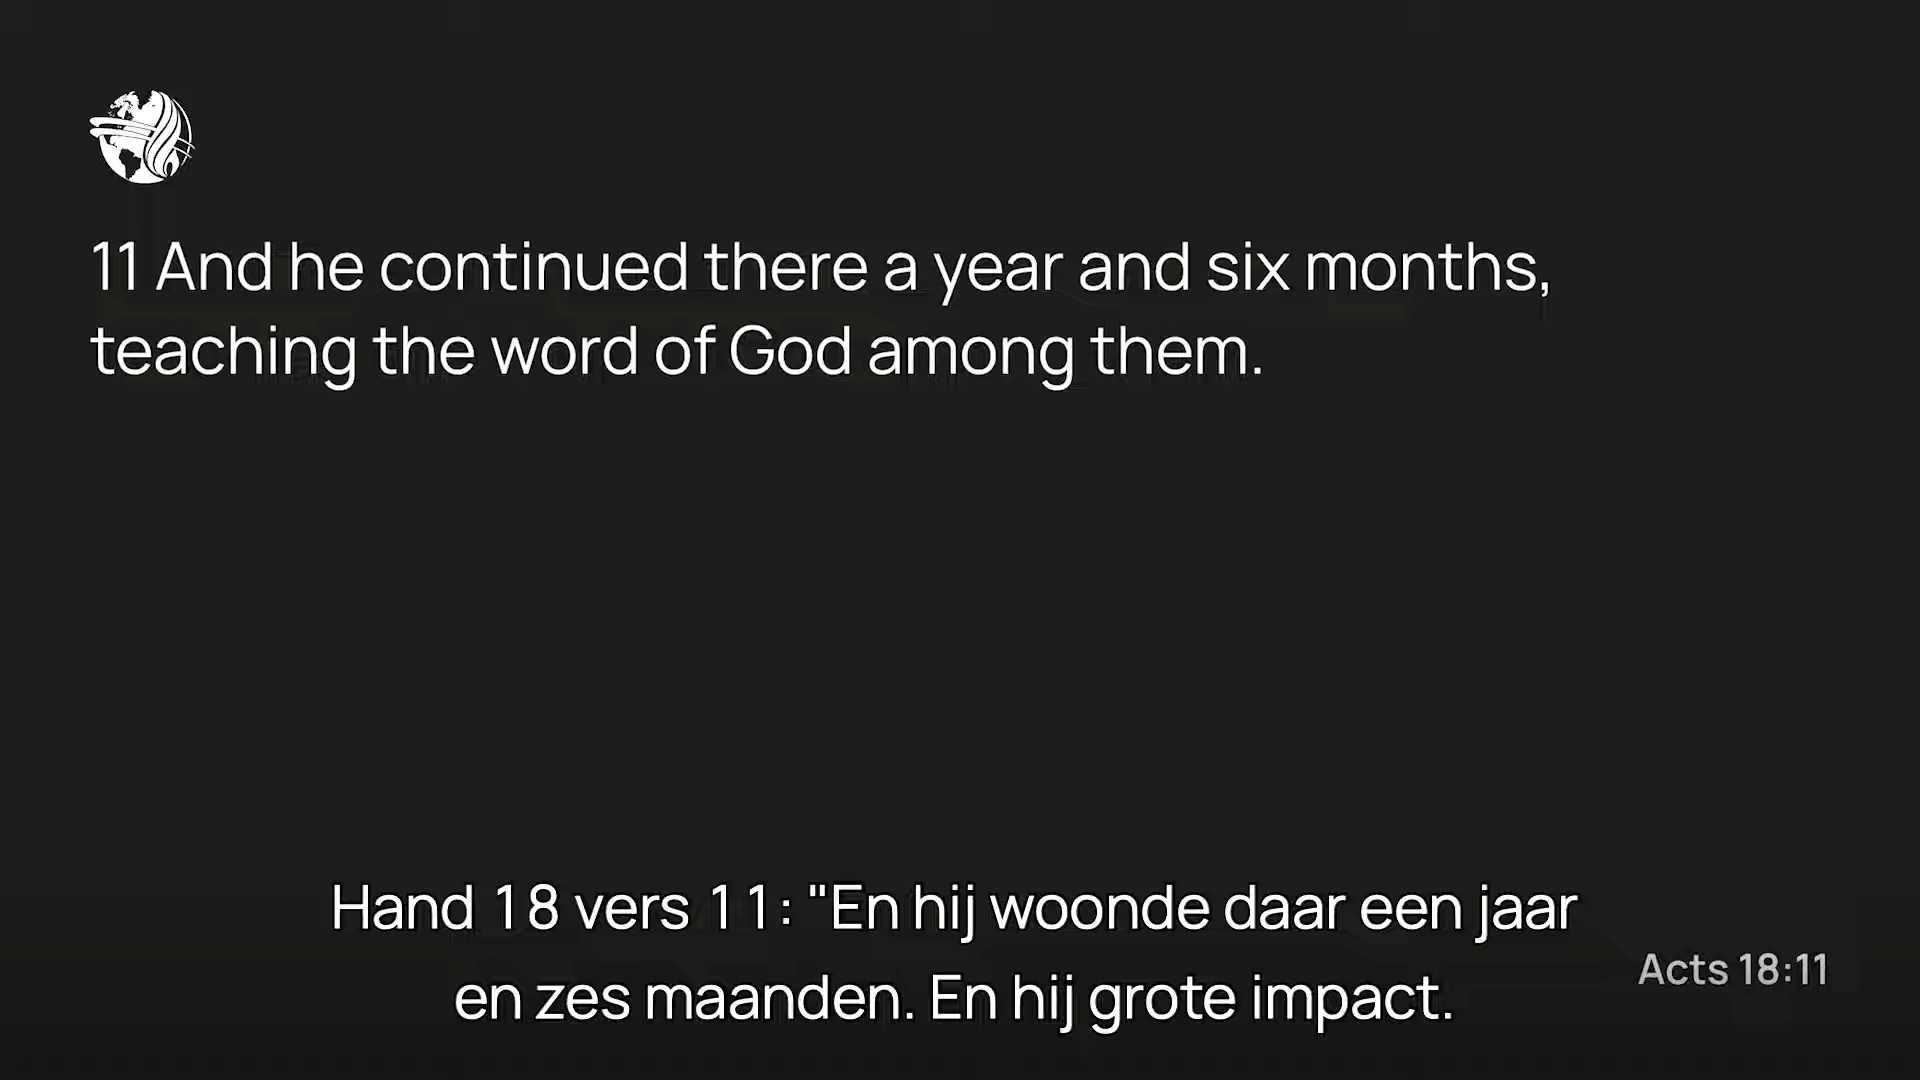 11 And he continued there a year and six months,
teaching the word of God among them.
Hand 18 vers 11: "En hij woonde daar een jaar
en zes maanden. En hij grote impact.
Acts 18:11